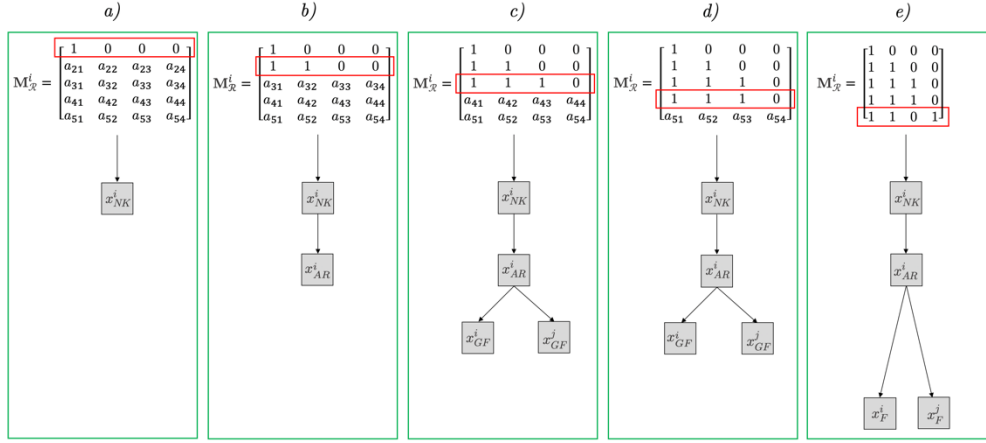 a)
b)
c)
d)
e)
M^i_ℛ = [ 1 0 0 0
a21 a22 a23 a24
a31 a32 a33 a34
a41 a42 a43 a44
a51 a52 a53 a54 ]
x^i_NK
M^i_ℛ = [ 1 0 0 0
1 1 0 0
a31 a32 a33 a34
a41 a42 a43 a44
a51 a52 a53 a54 ]
x^i_NK
x^i_AR
M^i_ℛ = [ 1 0 0 0
1 1 0 0
1 1 1 0
a41 a42 a43 a44
a51 a52 a53 a54 ]
x^i_NK
x^i_AR
x^i_GF x^j_GF
M^i_ℛ = [ 1 0 0 0
1 1 0 0
1 1 1 0
1 1 1 0
a51 a52 a53 a54 ]
x^i_NK
x^i_AR
x^i_GF x^j_GF
M^i_ℛ = [ 1 0 0 0
1 1 0 0
1 1 1 0
1 1 1 0
1 1 0 1 ]
x^i_NK
x^i_AR
x^i_F x^j_F